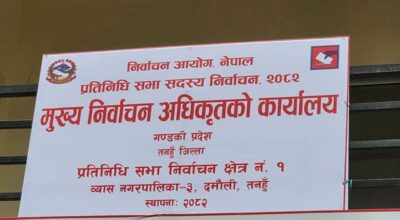 निर्वाचन आयोग, नेपाल
प्रतिनिधि सभा सदस्य निर्वाचन, २०८२
मुख्य निर्वाचन अधिकृतको कार्यालय
गण्डकी प्रदेश
तनहुँ जिल्ला
प्रतिनिधि सभा निर्वाचन क्षेत्र नं. १
व्यास नगरपालिका-३, दमौली, तनहुँ
स्थापनाः २०८२